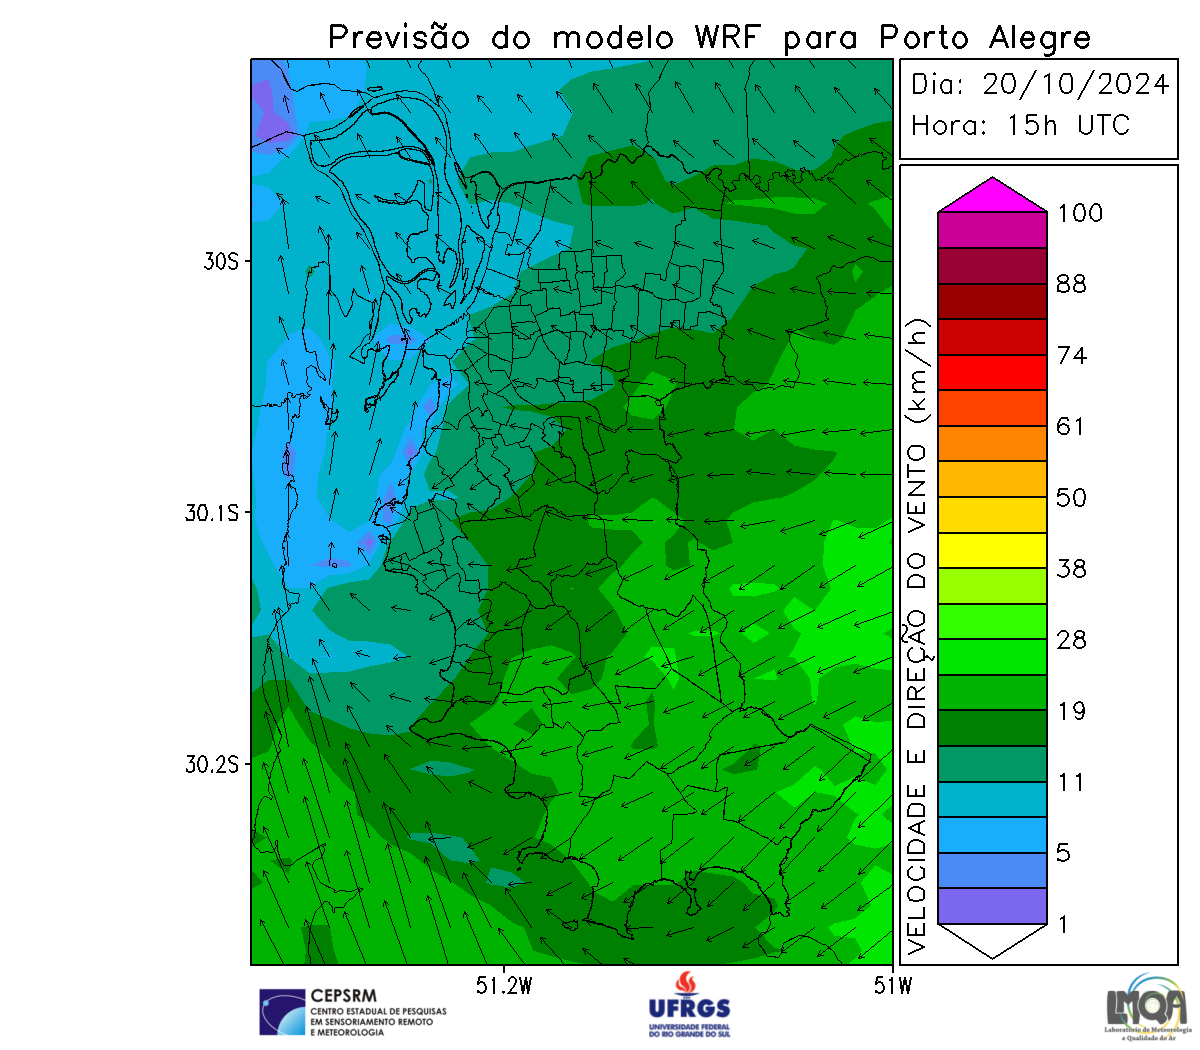 Previsão do modelo WRF para Porto Alegre
Dia: 20/10/2024
Hora: 15h UTC
30S
30.1S
30.2S
51.2W
51W
VELOCIDADE E DIREÇÃO DO VENTO (km/h)
100
88
74
61
50
38
28
19
11
5
1
CEPSRM
CENTRO ESTADUAL DE PESQUISAS
EM SENSORIAMENTO REMOTO
E METEOROLOGIA
UFRGS
UNIVERSIDADE FEDERAL
DO RIO GRANDE DO SUL
LMQA
Laboratório de Meteorologia
e Qualidade do Ar